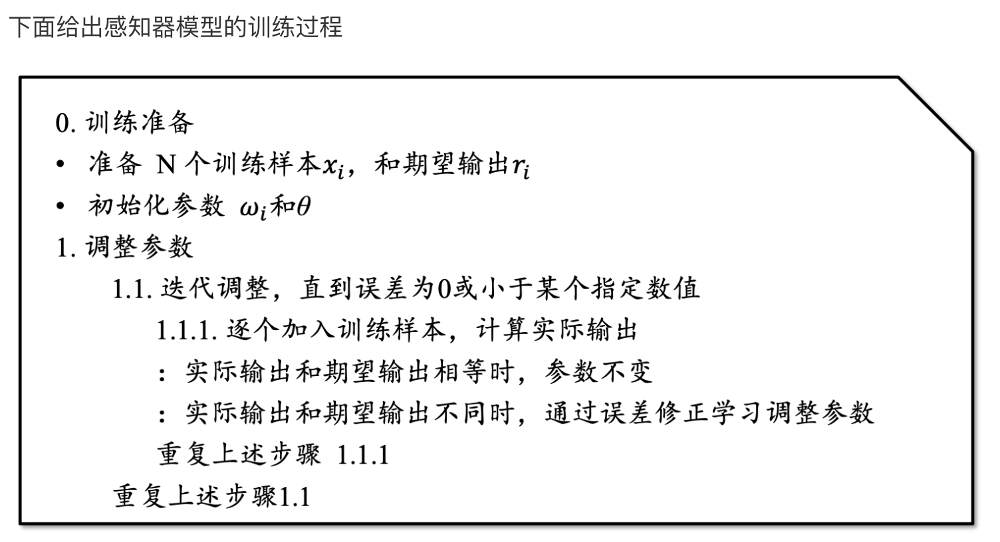 下面给出感知器模型的训练过程
0. 训练准备
• 准备 N 个训练样本xᵢ，和期望输出rᵢ
• 初始化参数 ωᵢ和θ
1. 调整参数
1.1. 迭代调整，直到误差为0或小于某个指定数值
1.1.1. 逐个加入训练样本，计算实际输出
：实际输出和期望输出相等时，参数不变
：实际输出和期望输出不同时，通过误差修正学习调整参数
重复上述步骤 1.1.1
重复上述步骤1.1